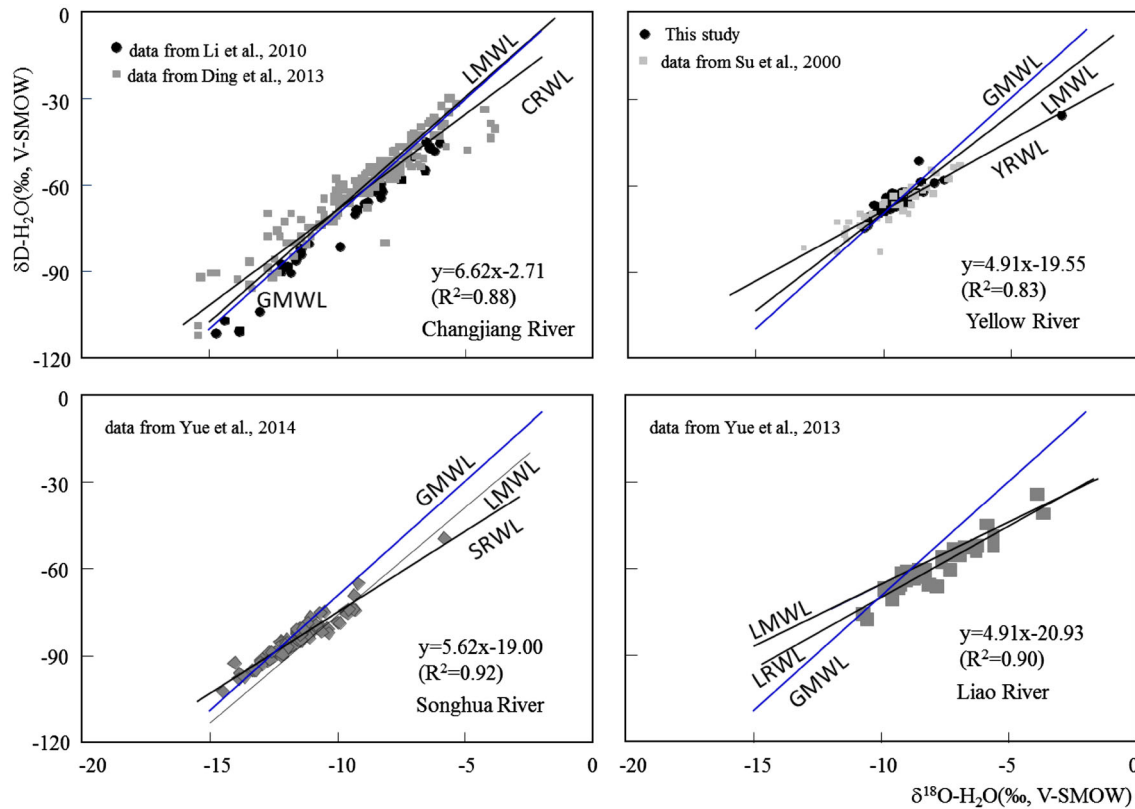 0
-30
-60
-90
-120
δD-H₂O(‰, V-SMOW)
data from Li et al., 2010
data from Ding et al., 2013
LMWL
CRWL
GMWL
y=6.62x-2.71
(R²=0.88)
Changjiang River
This study
data from Su et al., 2000
GMWL
LMWL
YRWL
y=4.91x-19.55
(R²=0.83)
Yellow River
0
-30
-60
-90
-120
data from Yue et al., 2014
GMWL
LMWL
SRWL
y=5.62x-19.00
(R²=0.92)
Songhua River
-20
-15
-10
-5
0
data from Yue et al., 2013
LMWL
LRWL
GMWL
y=4.91x-20.93
(R²=0.90)
Liao River
-15
-10
-5
0
δ¹⁸O-H₂O(‰, V-SMOW)